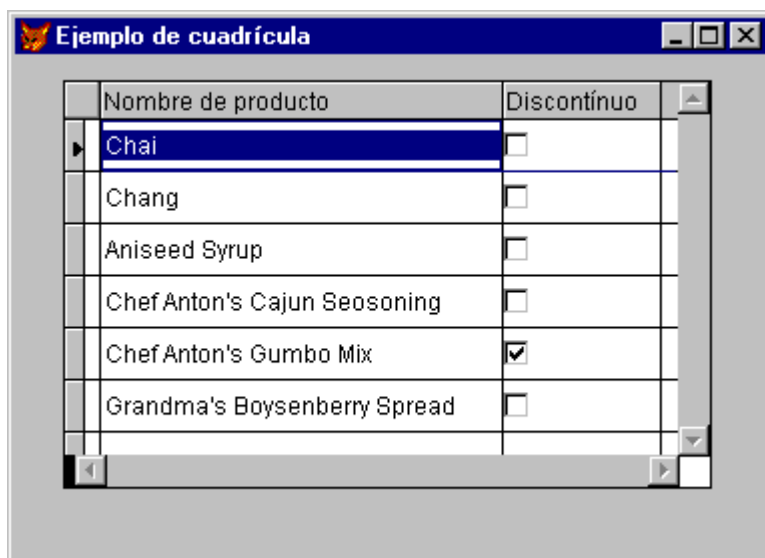 Ejemplo de cuadrícula
Nombre de producto Discontínuo
Chai
Chang
Aniseed Syrup
Chef Anton's Cajun Seosoning
Chef Anton's Gumbo Mix
Grandma's Boysenberry Spread